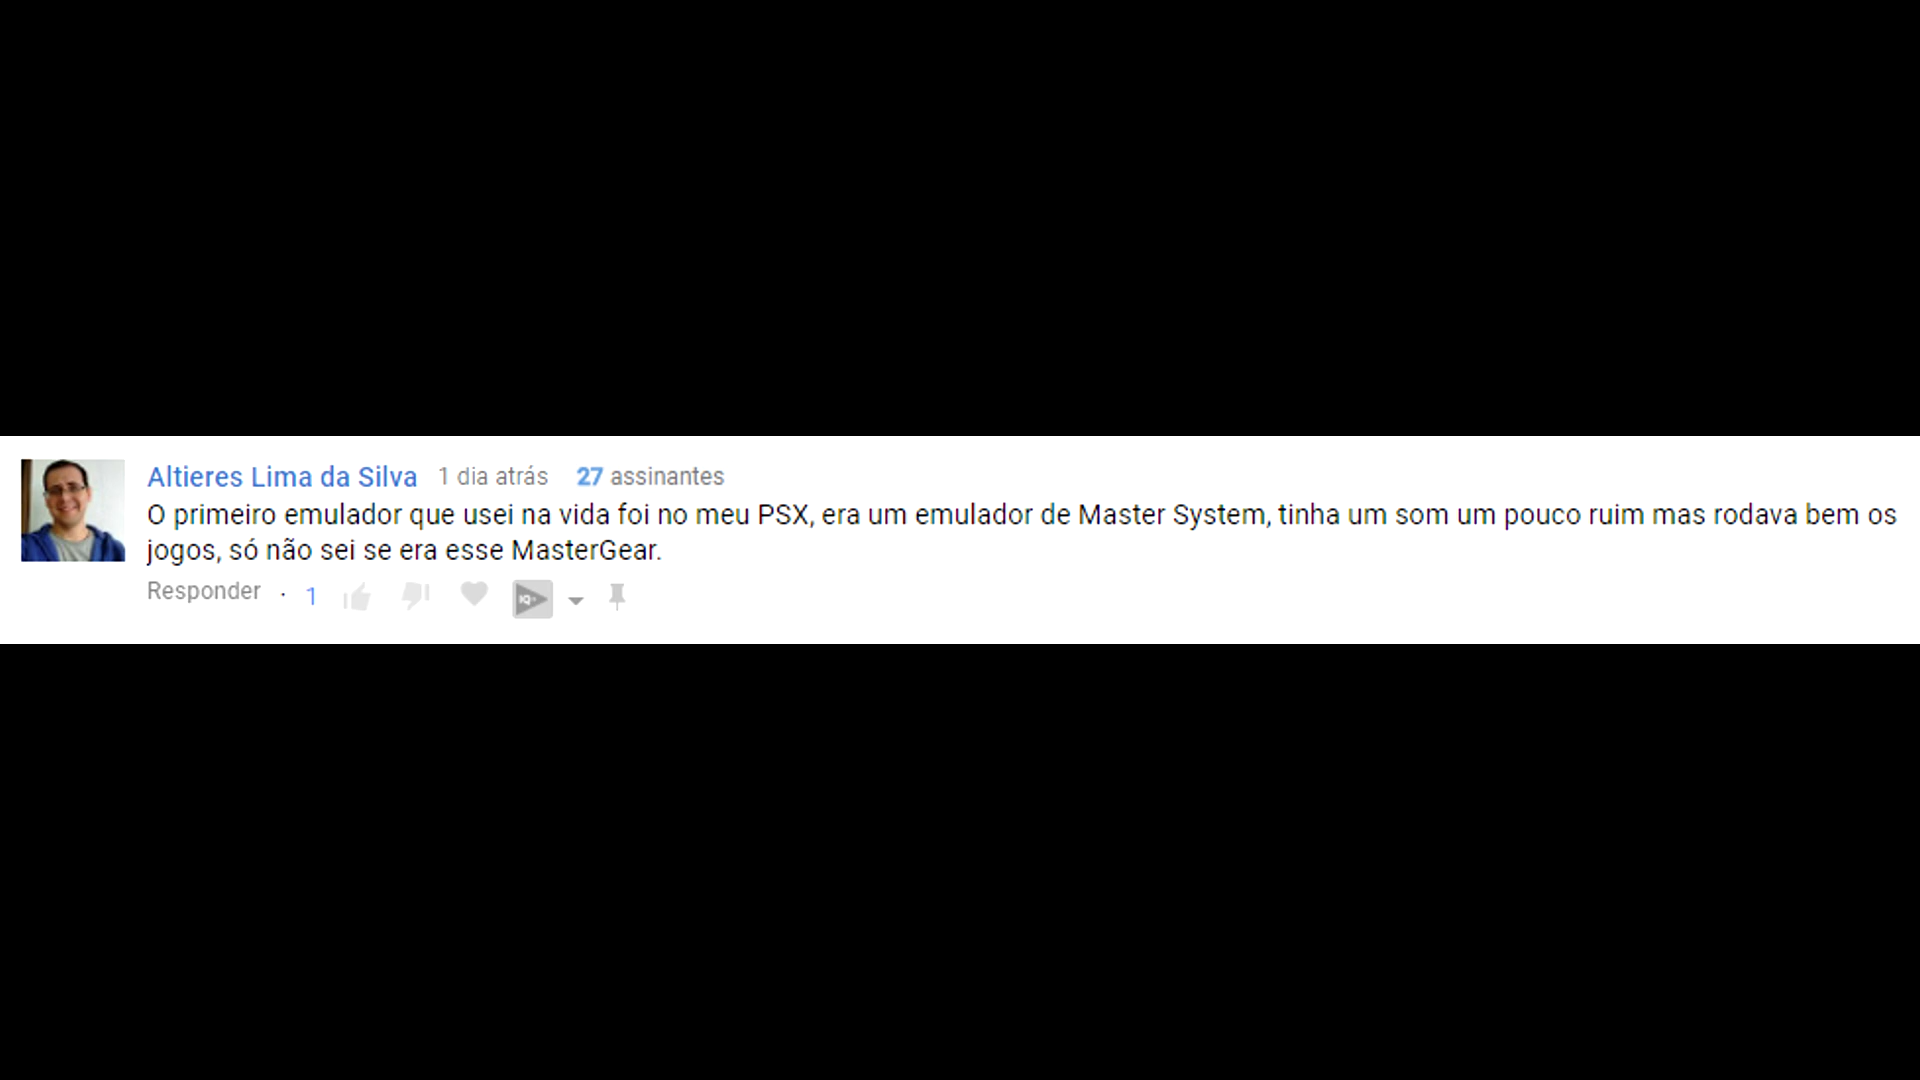 Altieres Lima da Silva 1 dia atrás 27 assinantes
O primeiro emulador que usei na vida foi no meu PSX, era um emulador de Master System, tinha um som um pouco ruim mas rodava bem os
jogos, só não sei se era esse MasterGear.
Responder · 1